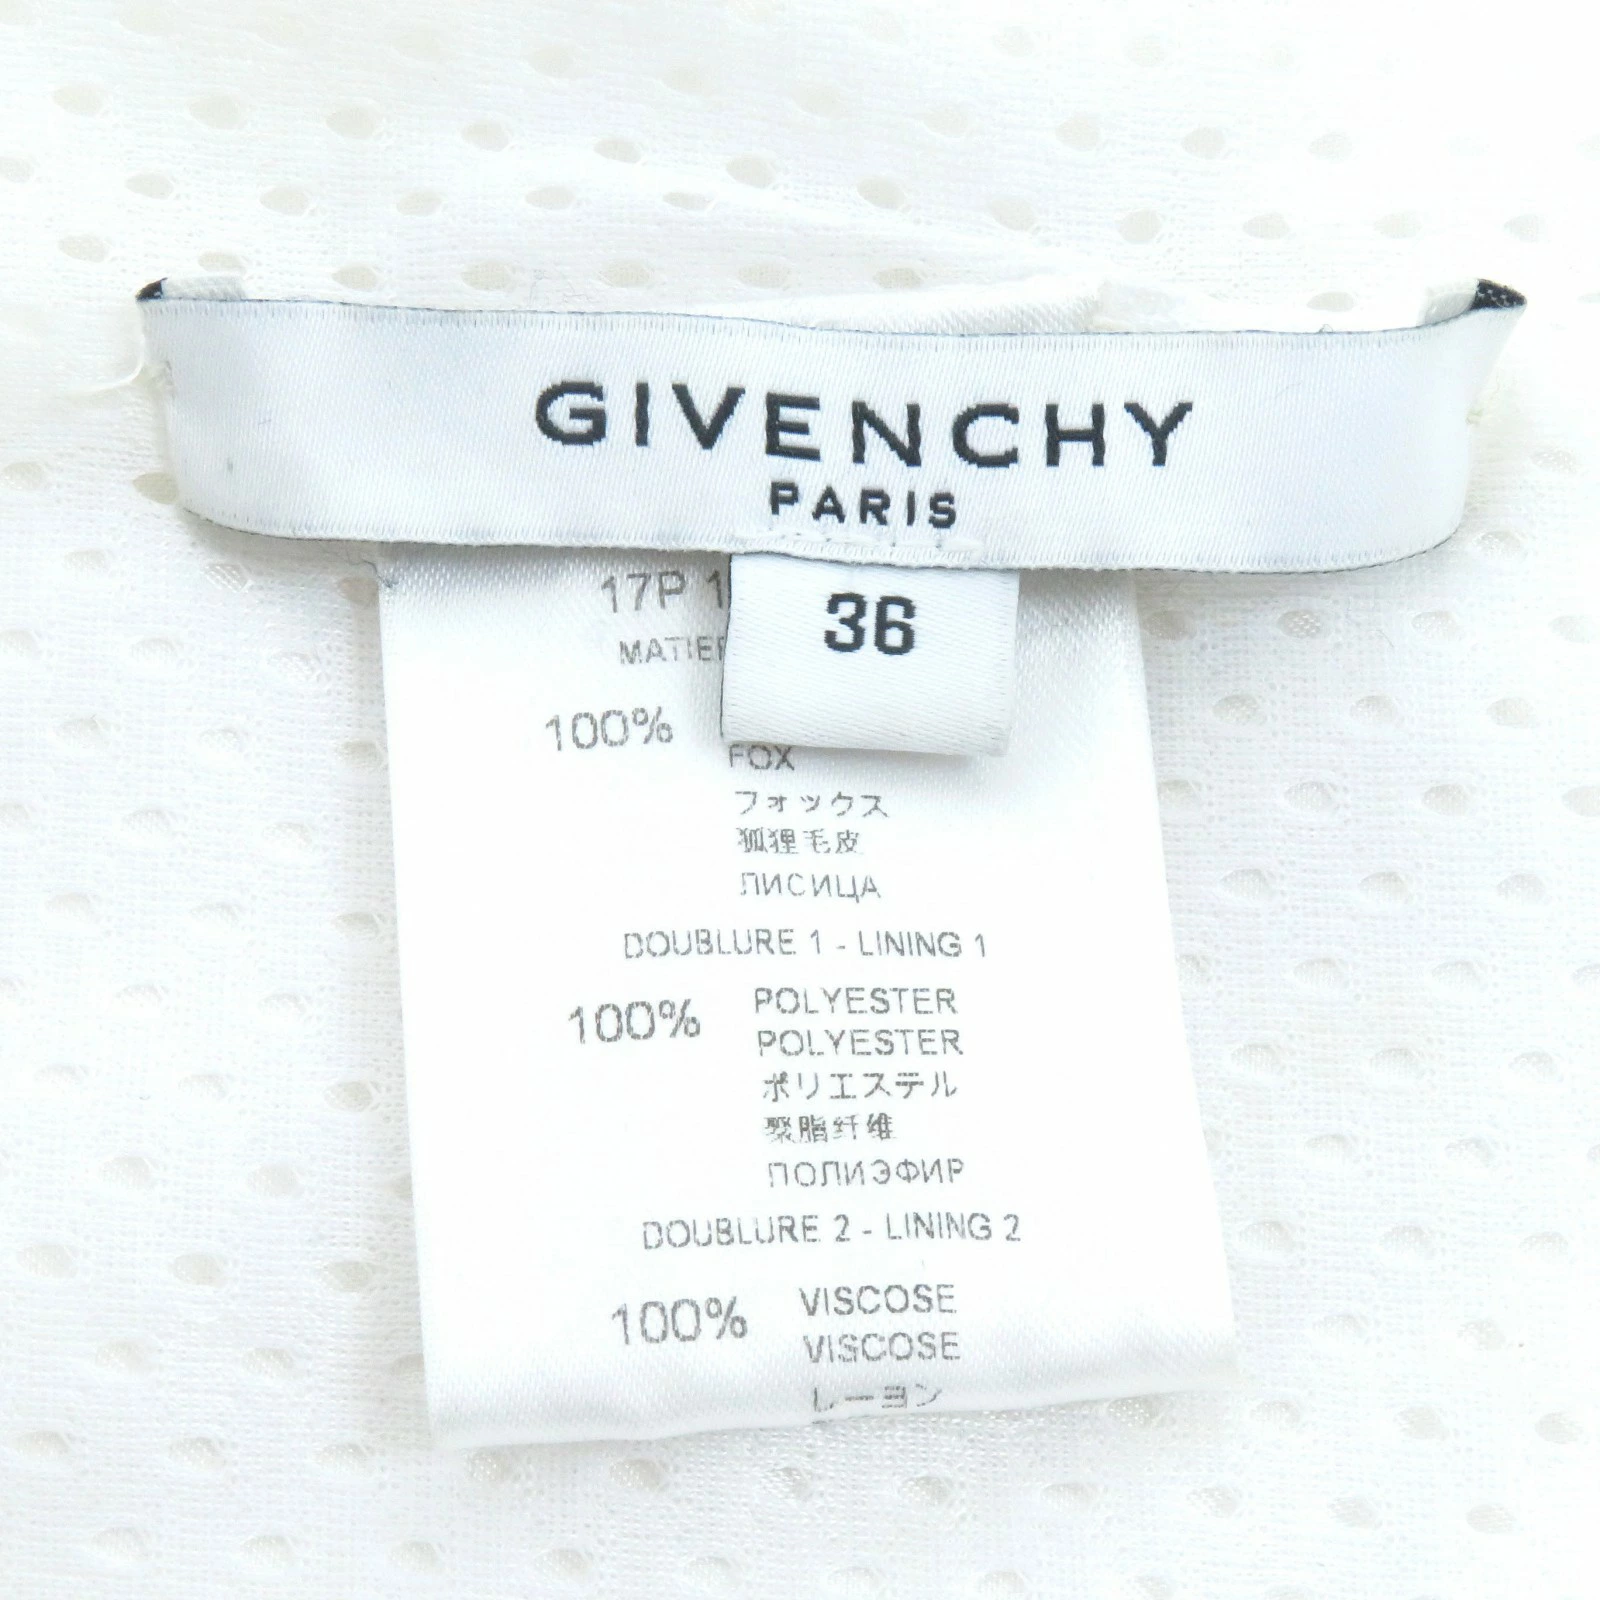 GIVENCHY
PARIS
36
17P
100%
FOX
フォックス
狐狸毛皮
ЛИСИЦА
DOUBLURE 1 - LINING 1
100% POLYESTER
POLYESTER
ポリエステル
聚脂纤维
ПОЛИЭФИР
DOUBLURE 2 - LINING 2
100% VISCOSE
VISCOSE
レーヨン